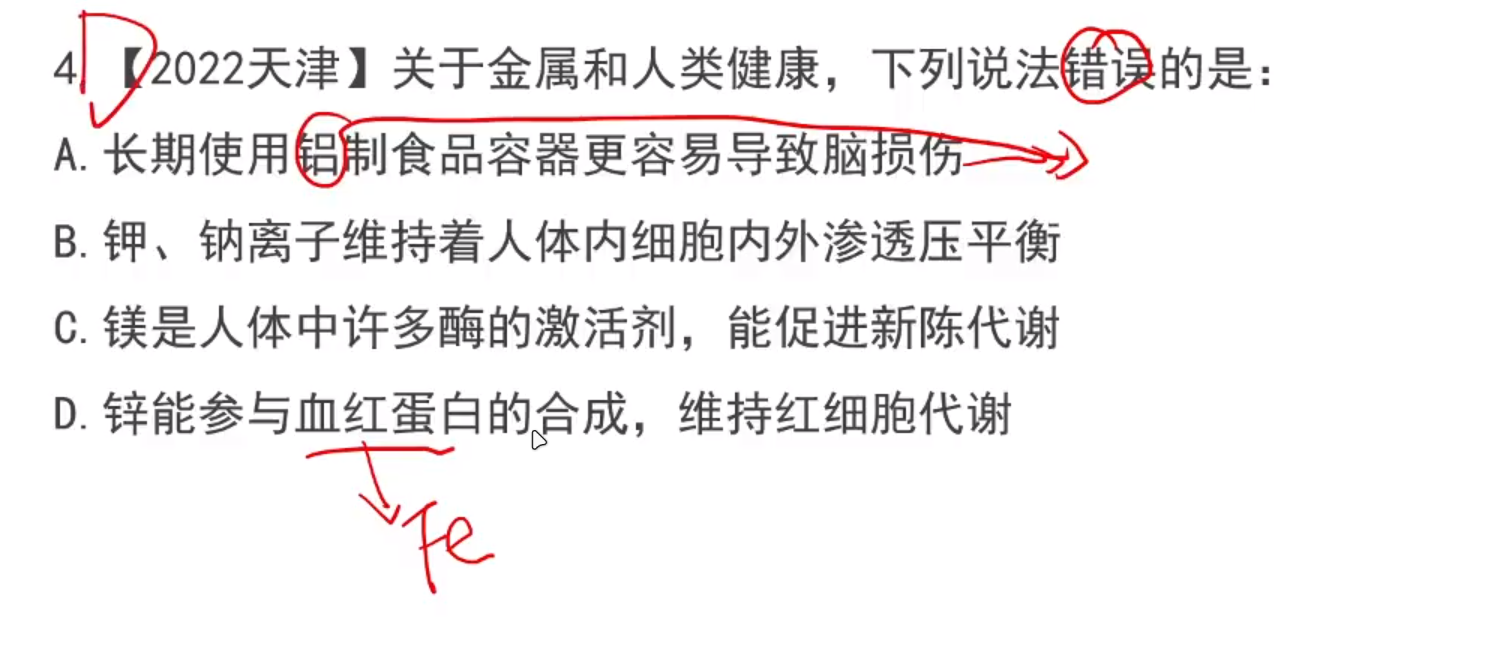 4.【2022天津】关于金属和人类健康，下列说法错误的是：
A. 长期使用铝制食品容器更容易导致脑损伤
B. 钾、钠离子维持着人体内细胞内外渗透压平衡
C. 镁是人体中许多酶的激活剂，能促进新陈代谢
D. 锌能参与血红蛋白的合成，维持红细胞代谢
D
Fe